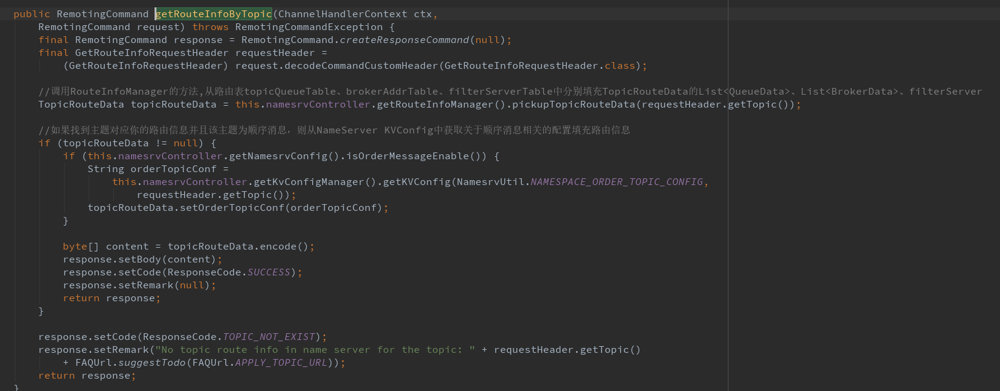 public RemotingCommand getRouteInfoByTopic(ChannelHandlerContext ctx,
    RemotingCommand request) throws RemotingCommandException {
    final RemotingCommand response = RemotingCommand.createResponseCommand(null);
    final GetRouteInfoRequestHeader requestHeader =
        (GetRouteInfoRequestHeader) request.decodeCommandCustomHeader(GetRouteInfoRequestHeader.class);
    //调用RouteInfoManager的方法,从路由表topicQueueTable、brokerAddrTable、filterServerTable中分别填充TopicRouteData的List<QueueData>、List<BrokerData>、filterServer
    TopicRouteData topicRouteData = this.namesrvController.getRouteInfoManager().pickupTopicRouteData(requestHeader.getTopic());
    //如果找到主题对应你的路由信息并且该主题为顺序消息，则从NameServer KVConfig中获取关于顺序消息相关的配置填充路由信息
    if (topicRouteData != null) {
        if (this.namesrvController.getNamesrvConfig().isOrderMessageEnable()) {
            String orderTopicConf =
                this.namesrvController.getKvConfigManager().getKVConfig(NamesrvUtil.NAMESPACE_ORDER_TOPIC_CONFIG,
                    requestHeader.getTopic());
            topicRouteData.setOrderTopicConf(orderTopicConf);
        }
        byte[] content = topicRouteData.encode();
        response.setBody(content);
        response.setCode(ResponseCode.SUCCESS);
        response.setRemark(null);
        return response;
    }
    response.setCode(ResponseCode.TOPIC_NOT_EXIST);
    response.setRemark("No topic route info in name server for the topic: " + requestHeader.getTopic()
        + FAQUrl.suggestTodo(FAQUrl.APPLY_TOPIC_URL));
    return response;
}